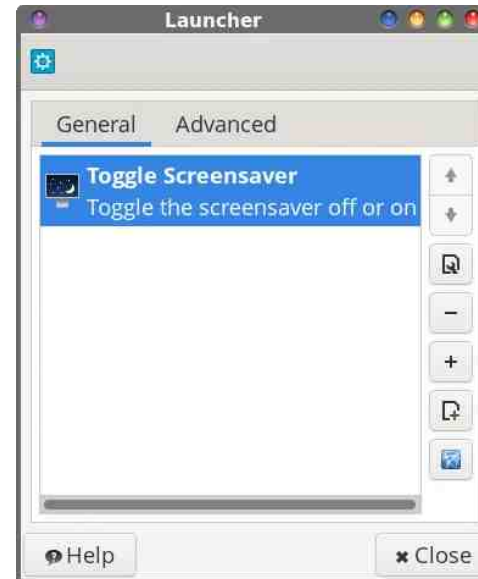 Launcher
General Advanced
Toggle Screensaver
Toggle the screensaver off or on
Help Close